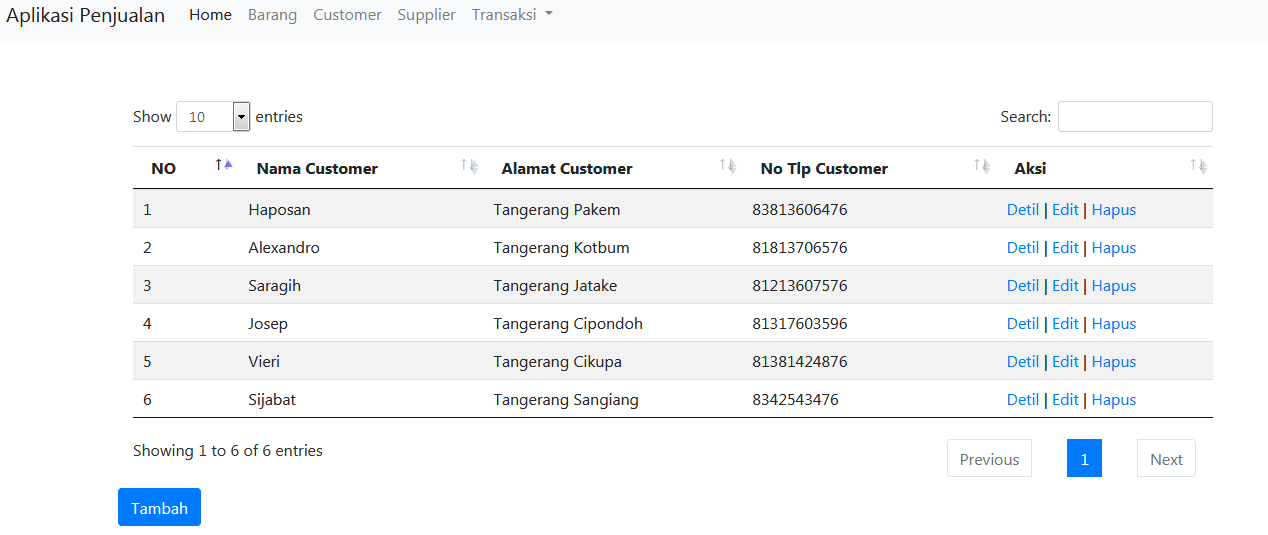 Aplikasi Penjualan Home Barang Customer Supplier Transaksi
Show 10 entries Search:
NO Nama Customer Alamat Customer No Tlp Customer Aksi
1 Haposan Tangerang Pakem 83813606476 Detil | Edit | Hapus
2 Alexandro Tangerang Kotbum 81813706576 Detil | Edit | Hapus
3 Saragih Tangerang Jatake 81213607576 Detil | Edit | Hapus
4 Josep Tangerang Cipondoh 81317603596 Detil | Edit | Hapus
5 Vieri Tangerang Cikupa 81381424876 Detil | Edit | Hapus
6 Sijabat Tangerang Sangiang 8342543476 Detil | Edit | Hapus
Showing 1 to 6 of 6 entries Previous 1 Next
Tambah